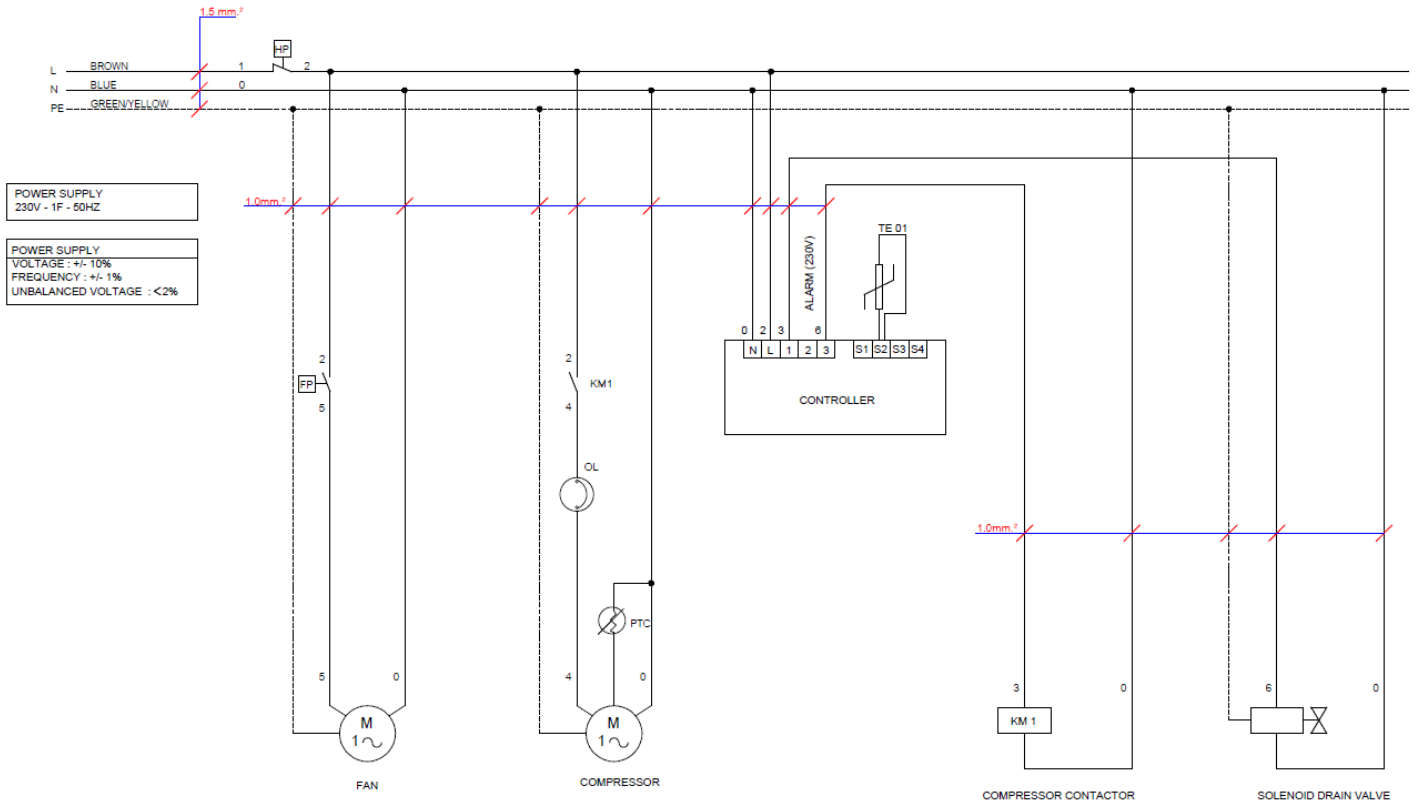 1.5 mm.²
HP
L BROWN 1 2
N BLUE 0
PE GREEN/YELLOW
POWER SUPPLY
230V - 1F - 50HZ
1.0mm.²
POWER SUPPLY
VOLTAGE : +/- 10%
FREQUENCY : +/- 1%
UNBALANCED VOLTAGE : <2%
TE 01
ALARM (230V)
0 2 3 6
N L 1 2 3 S1 S2 S3 S4
CONTROLLER
2
FP
5
2
KM1
4
OL
PTC
1.0mm.²
5 0
4 0
3 0
6 0
M
1
M
1
KM 1
FAN
COMPRESSOR
COMPRESSOR CONTACTOR
SOLENOID DRAIN VALVE